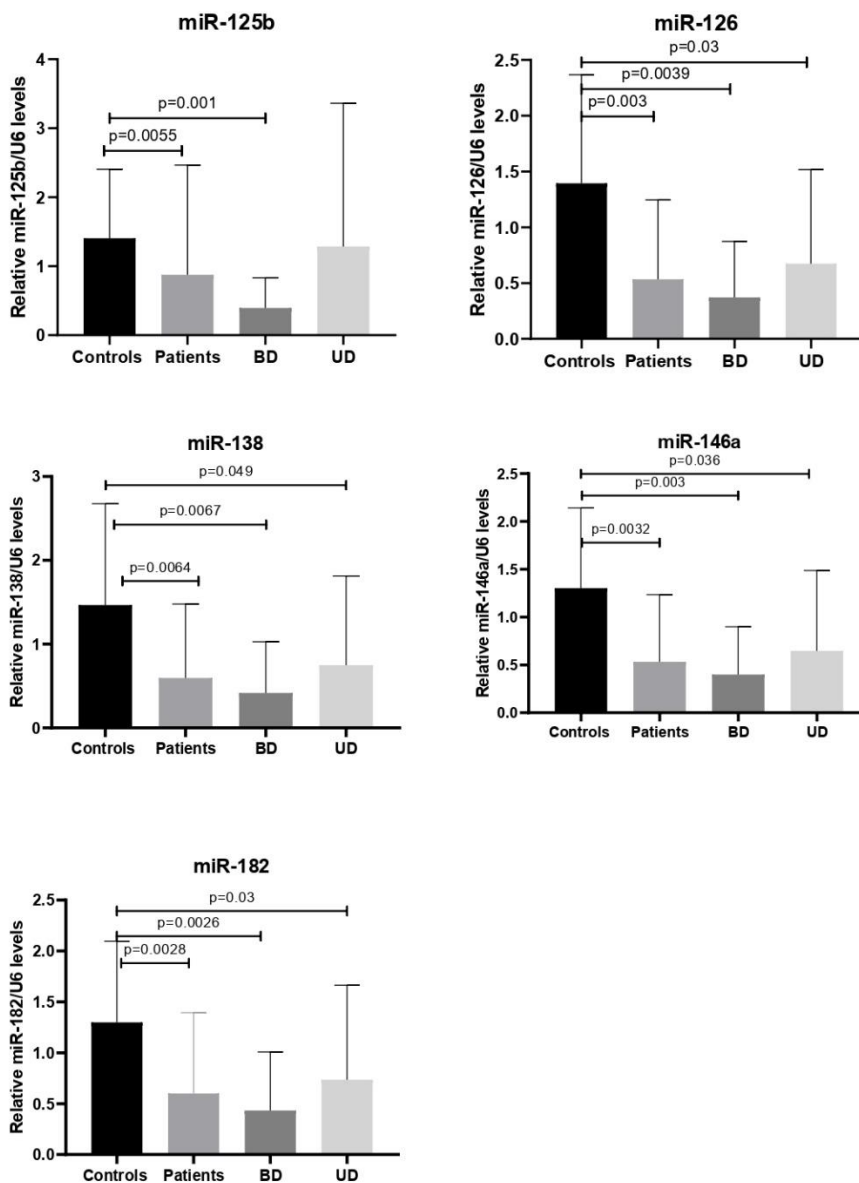 miR-125b
Relative miR-125b/U6 levels
4
3
2
1
0
p=0.001
p=0.0055
Controls Patients BD UD
miR-126
Relative miR-126/U6 levels
2.5
2.0
1.5
1.0
0.5
0.0
p=0.03
p=0.0039
p=0.003
Controls Patients BD UD
miR-138
Relative miR-138/U6 levels
3
2
1
0
p=0.049
p=0.0067
p=0.0064
Controls Patients BD UD
miR-146a
Relative miR-146a/U6 levels
2.5
2.0
1.5
1.0
0.5
0.0
p=0.036
p=0.003
p=0.0032
Controls Patients BD UD
miR-182
Relative miR-182/U6 levels
2.5
2.0
1.5
1.0
0.5
0.0
p=0.03
p=0.0026
p=0.0028
Controls Patients BD UD